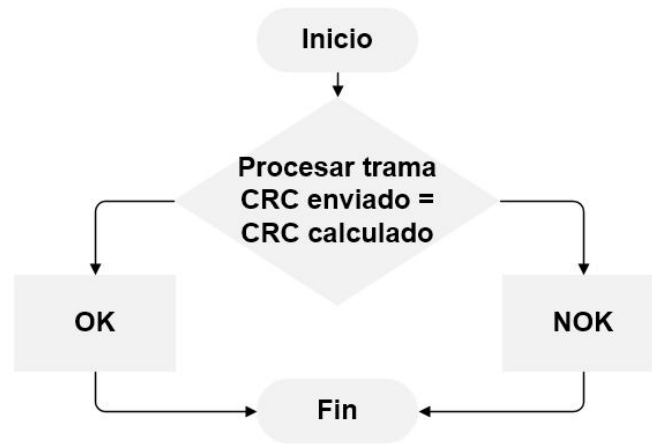 Inicio
Procesar trama
CRC enviado =
CRC calculado
OK
NOK
Fin